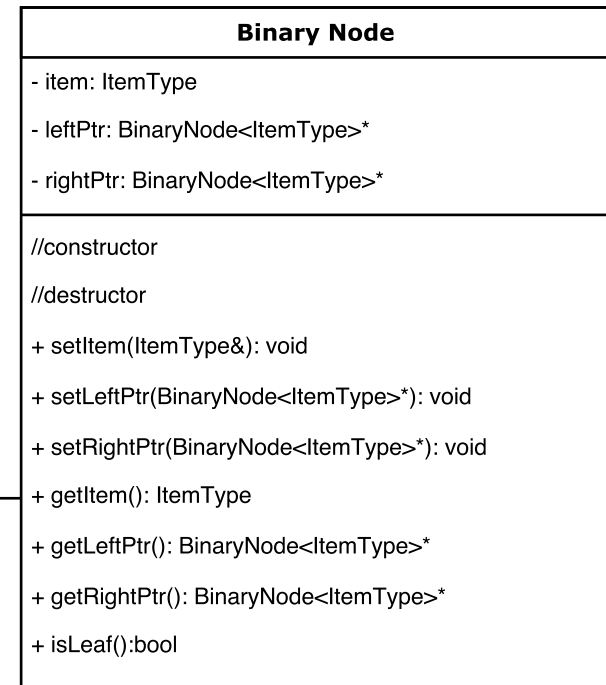 Binary Node
- item: ItemType
- leftPtr: BinaryNode<ItemType>*
- rightPtr: BinaryNode<ItemType>*
//constructor
//destructor
+ setItem(ItemType&): void
+ setLeftPtr(BinaryNode<ItemType>*): void
+ setRightPtr(BinaryNode<ItemType>*): void
+ getItem(): ItemType
+ getLeftPtr(): BinaryNode<ItemType>*
+ getRightPtr(): BinaryNode<ItemType>*
+ isLeaf():bool